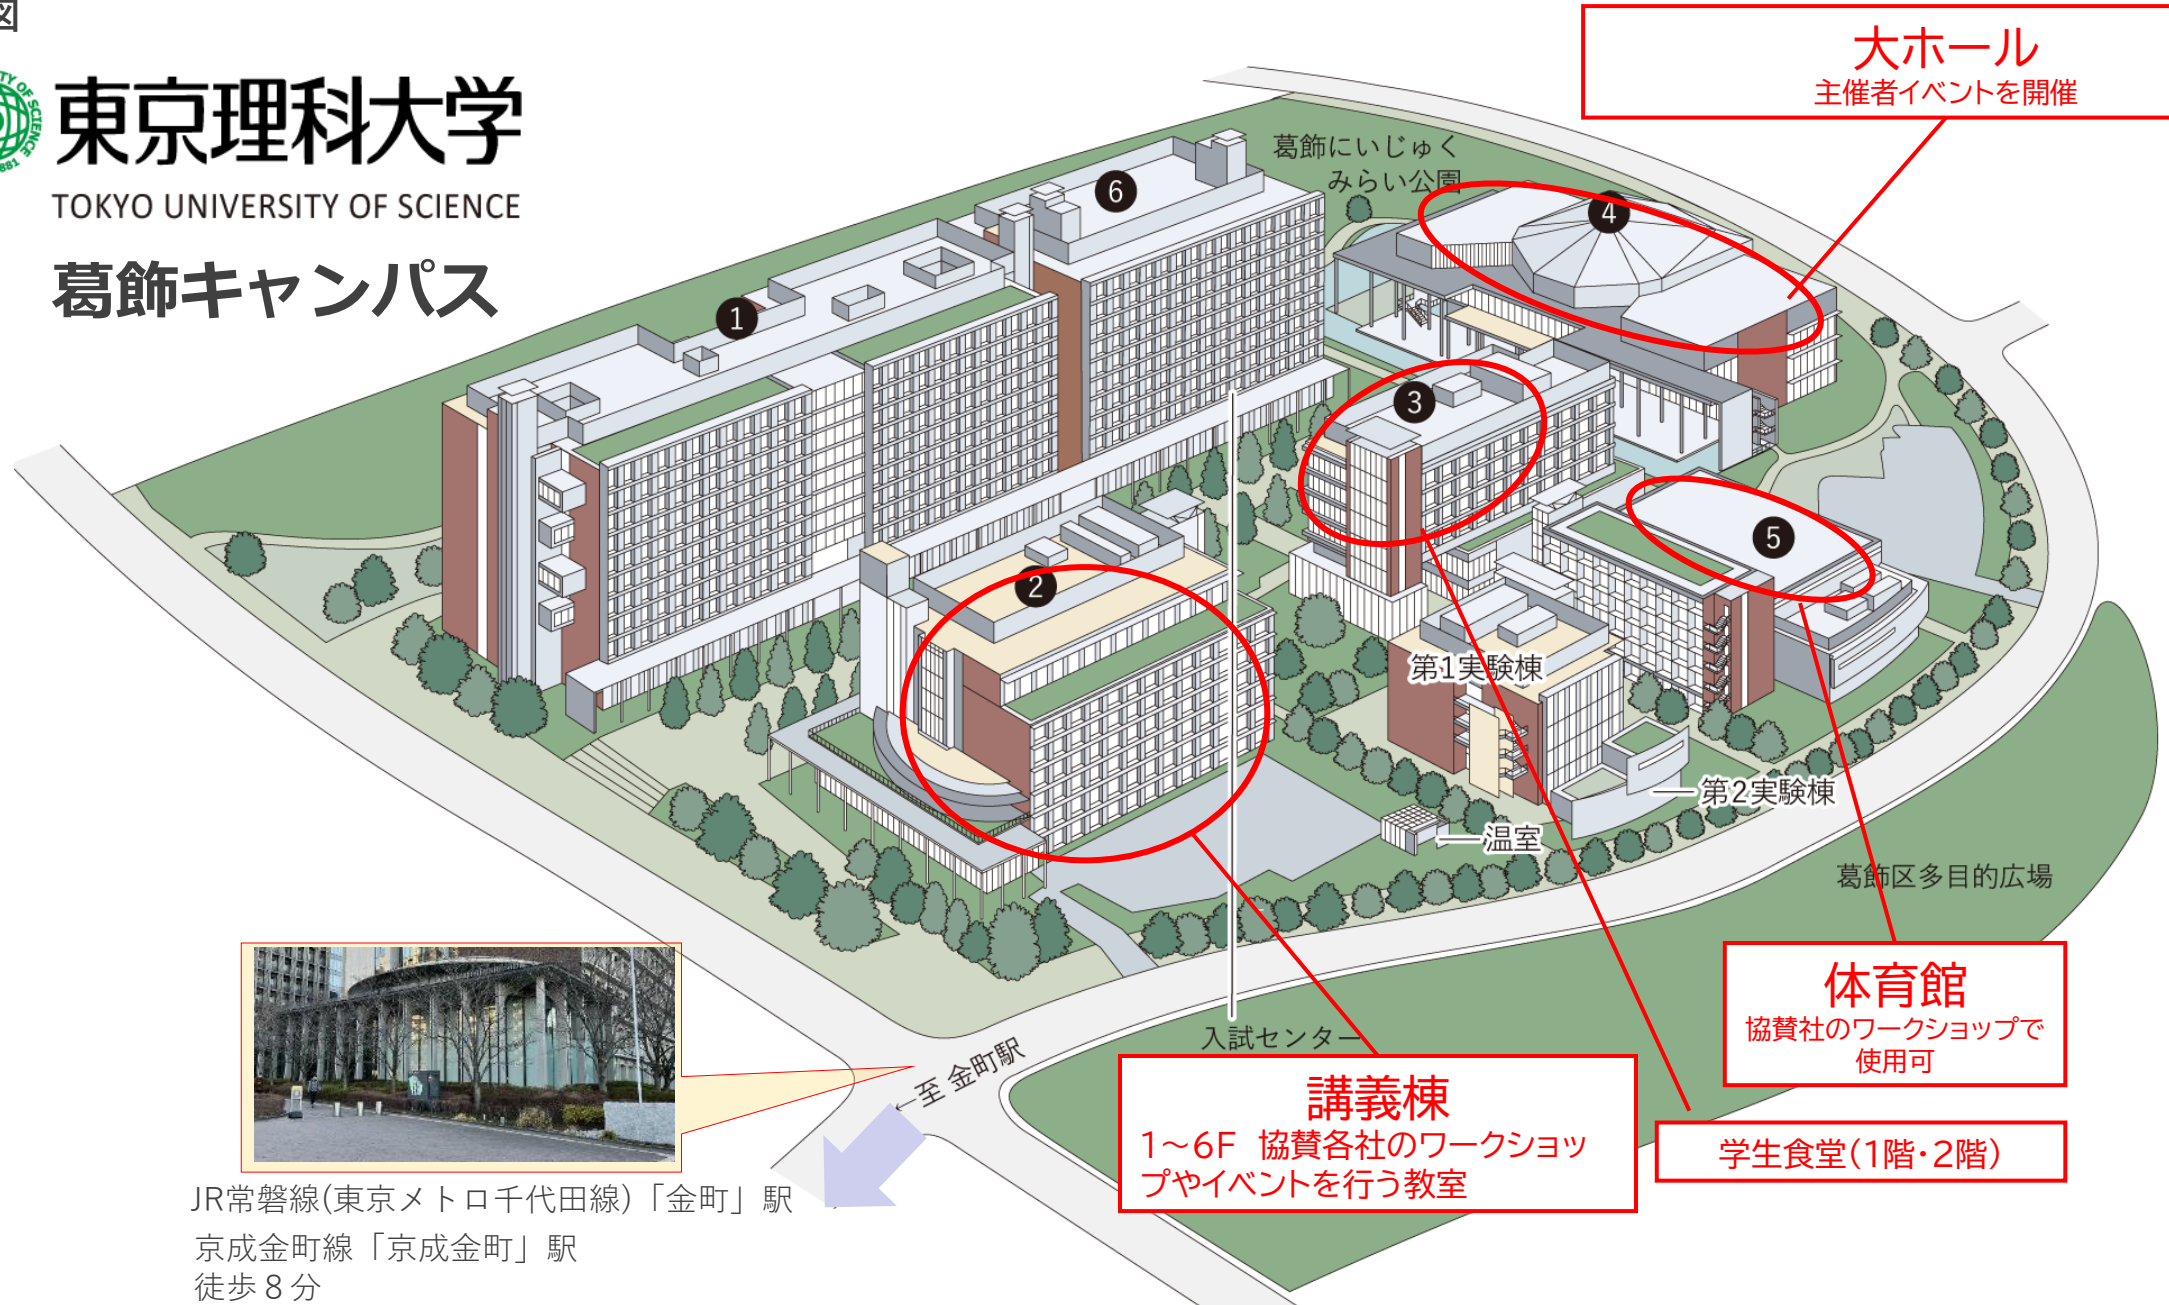 図
東京理科大学
TOKYO UNIVERSITY OF SCIENCE
葛飾キャンパス
大ホール
主催者イベントを開催
葛飾にいじゅく
みらい公園
6
4
1
3
5
2
第1実験棟
第2実験棟
温室
葛飾区多目的広場
入試センター
←至 金町駅
体育館
協賛社のワークショップで
使用可
講義棟
1～6F 協賛各社のワークショッ
プやイベントを行う教室
学生食堂(1階・2階)
JR常磐線(東京メトロ千代田線)「金町」駅
京成金町線「京成金町」駅
徒歩８分